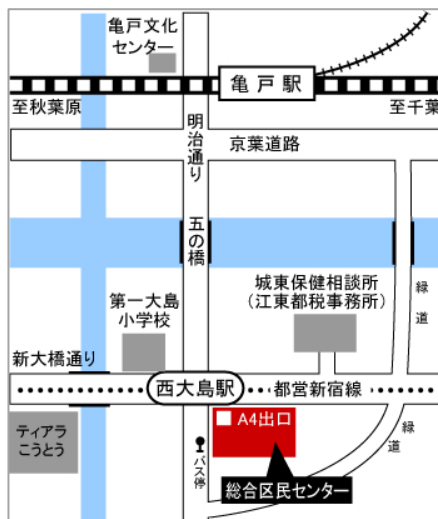 亀戸文化
センター
亀戸駅
至秋葉原
至千葉
明治通り
京葉道路
五の橋
城東保健相談所
(江東都税事務所)
緑道
第一大島
小学校
新大橋通り
西大島駅
都営新宿線
A4出口
ティアラ
こうとう
バス停
緑道
総合区民センター